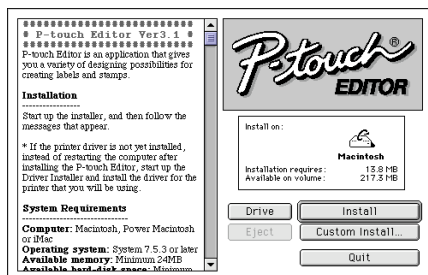 * P-touch Editor Ver3.1 *
P-touch Editor is an application that gives
you a variety of designing possibilities for
creating labels and stamps.
Installation
----------------
Start up the installer, and then follow the
messages that appear.
* If the printer driver is not yet installed,
instead of restarting the computer after
installing the P-touch Editor, start up the
Driver Installer and install the driver for the
printer that you will be using.
System Requirements
-----------------------------
Computer: Macintosh, Power Macintosh
or iMac
Operating system: System 7.5.3 or later
Available memory: Minimum 24MB
Available hard-disk space: Minimum
P-touch®
EDITOR
Install on:
Macintosh
Installation requires: 13.8 MB
Available on volume: 217.3 MB
Drive
Install
Eject
Custom Install...
Quit